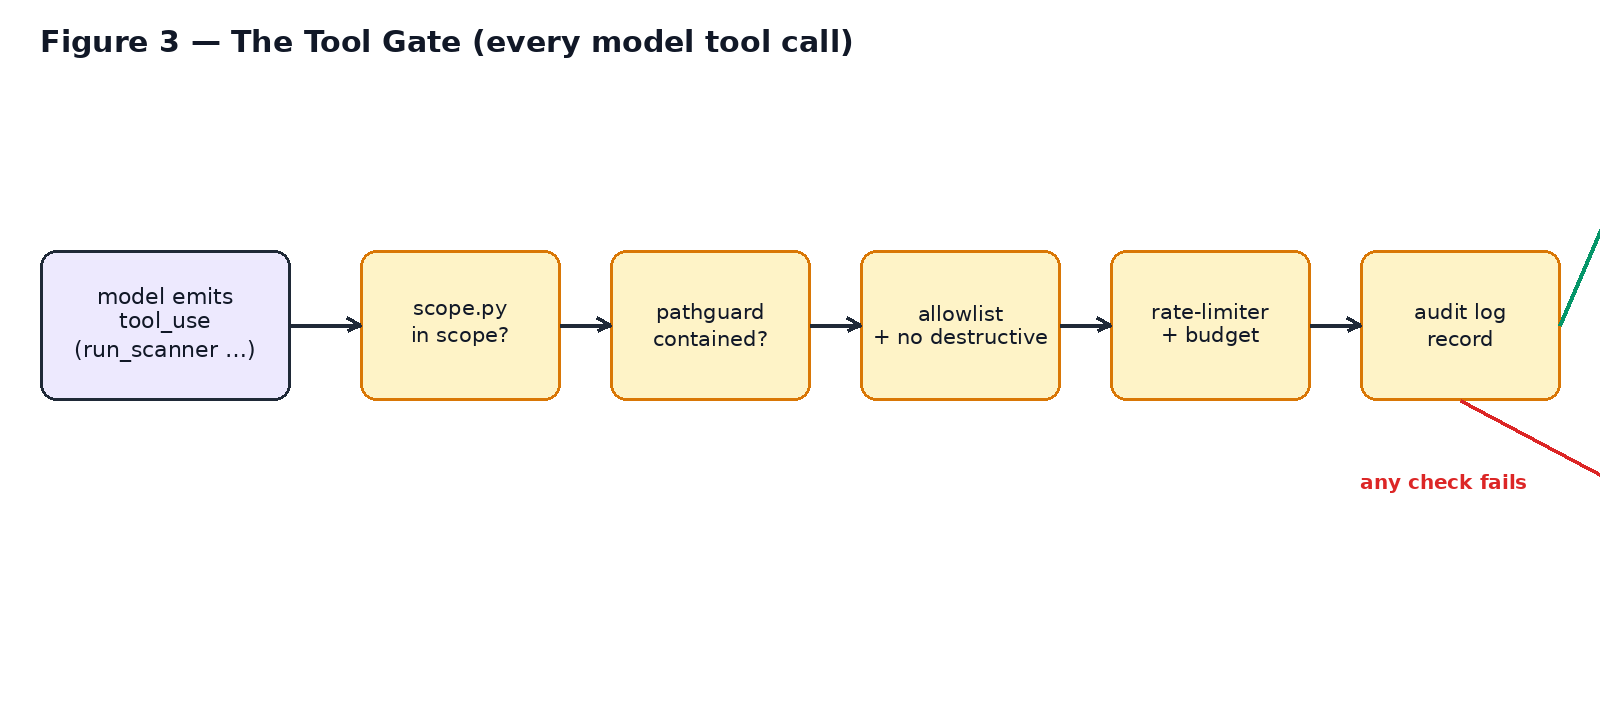 Figure 3 — The Tool Gate (every model tool call)
model emits
tool_use
(run_scanner ...)
scope.py
in scope?
pathguard
contained?
allowlist
+ no destructive
rate-limiter
+ budget
audit log
record
any check fails